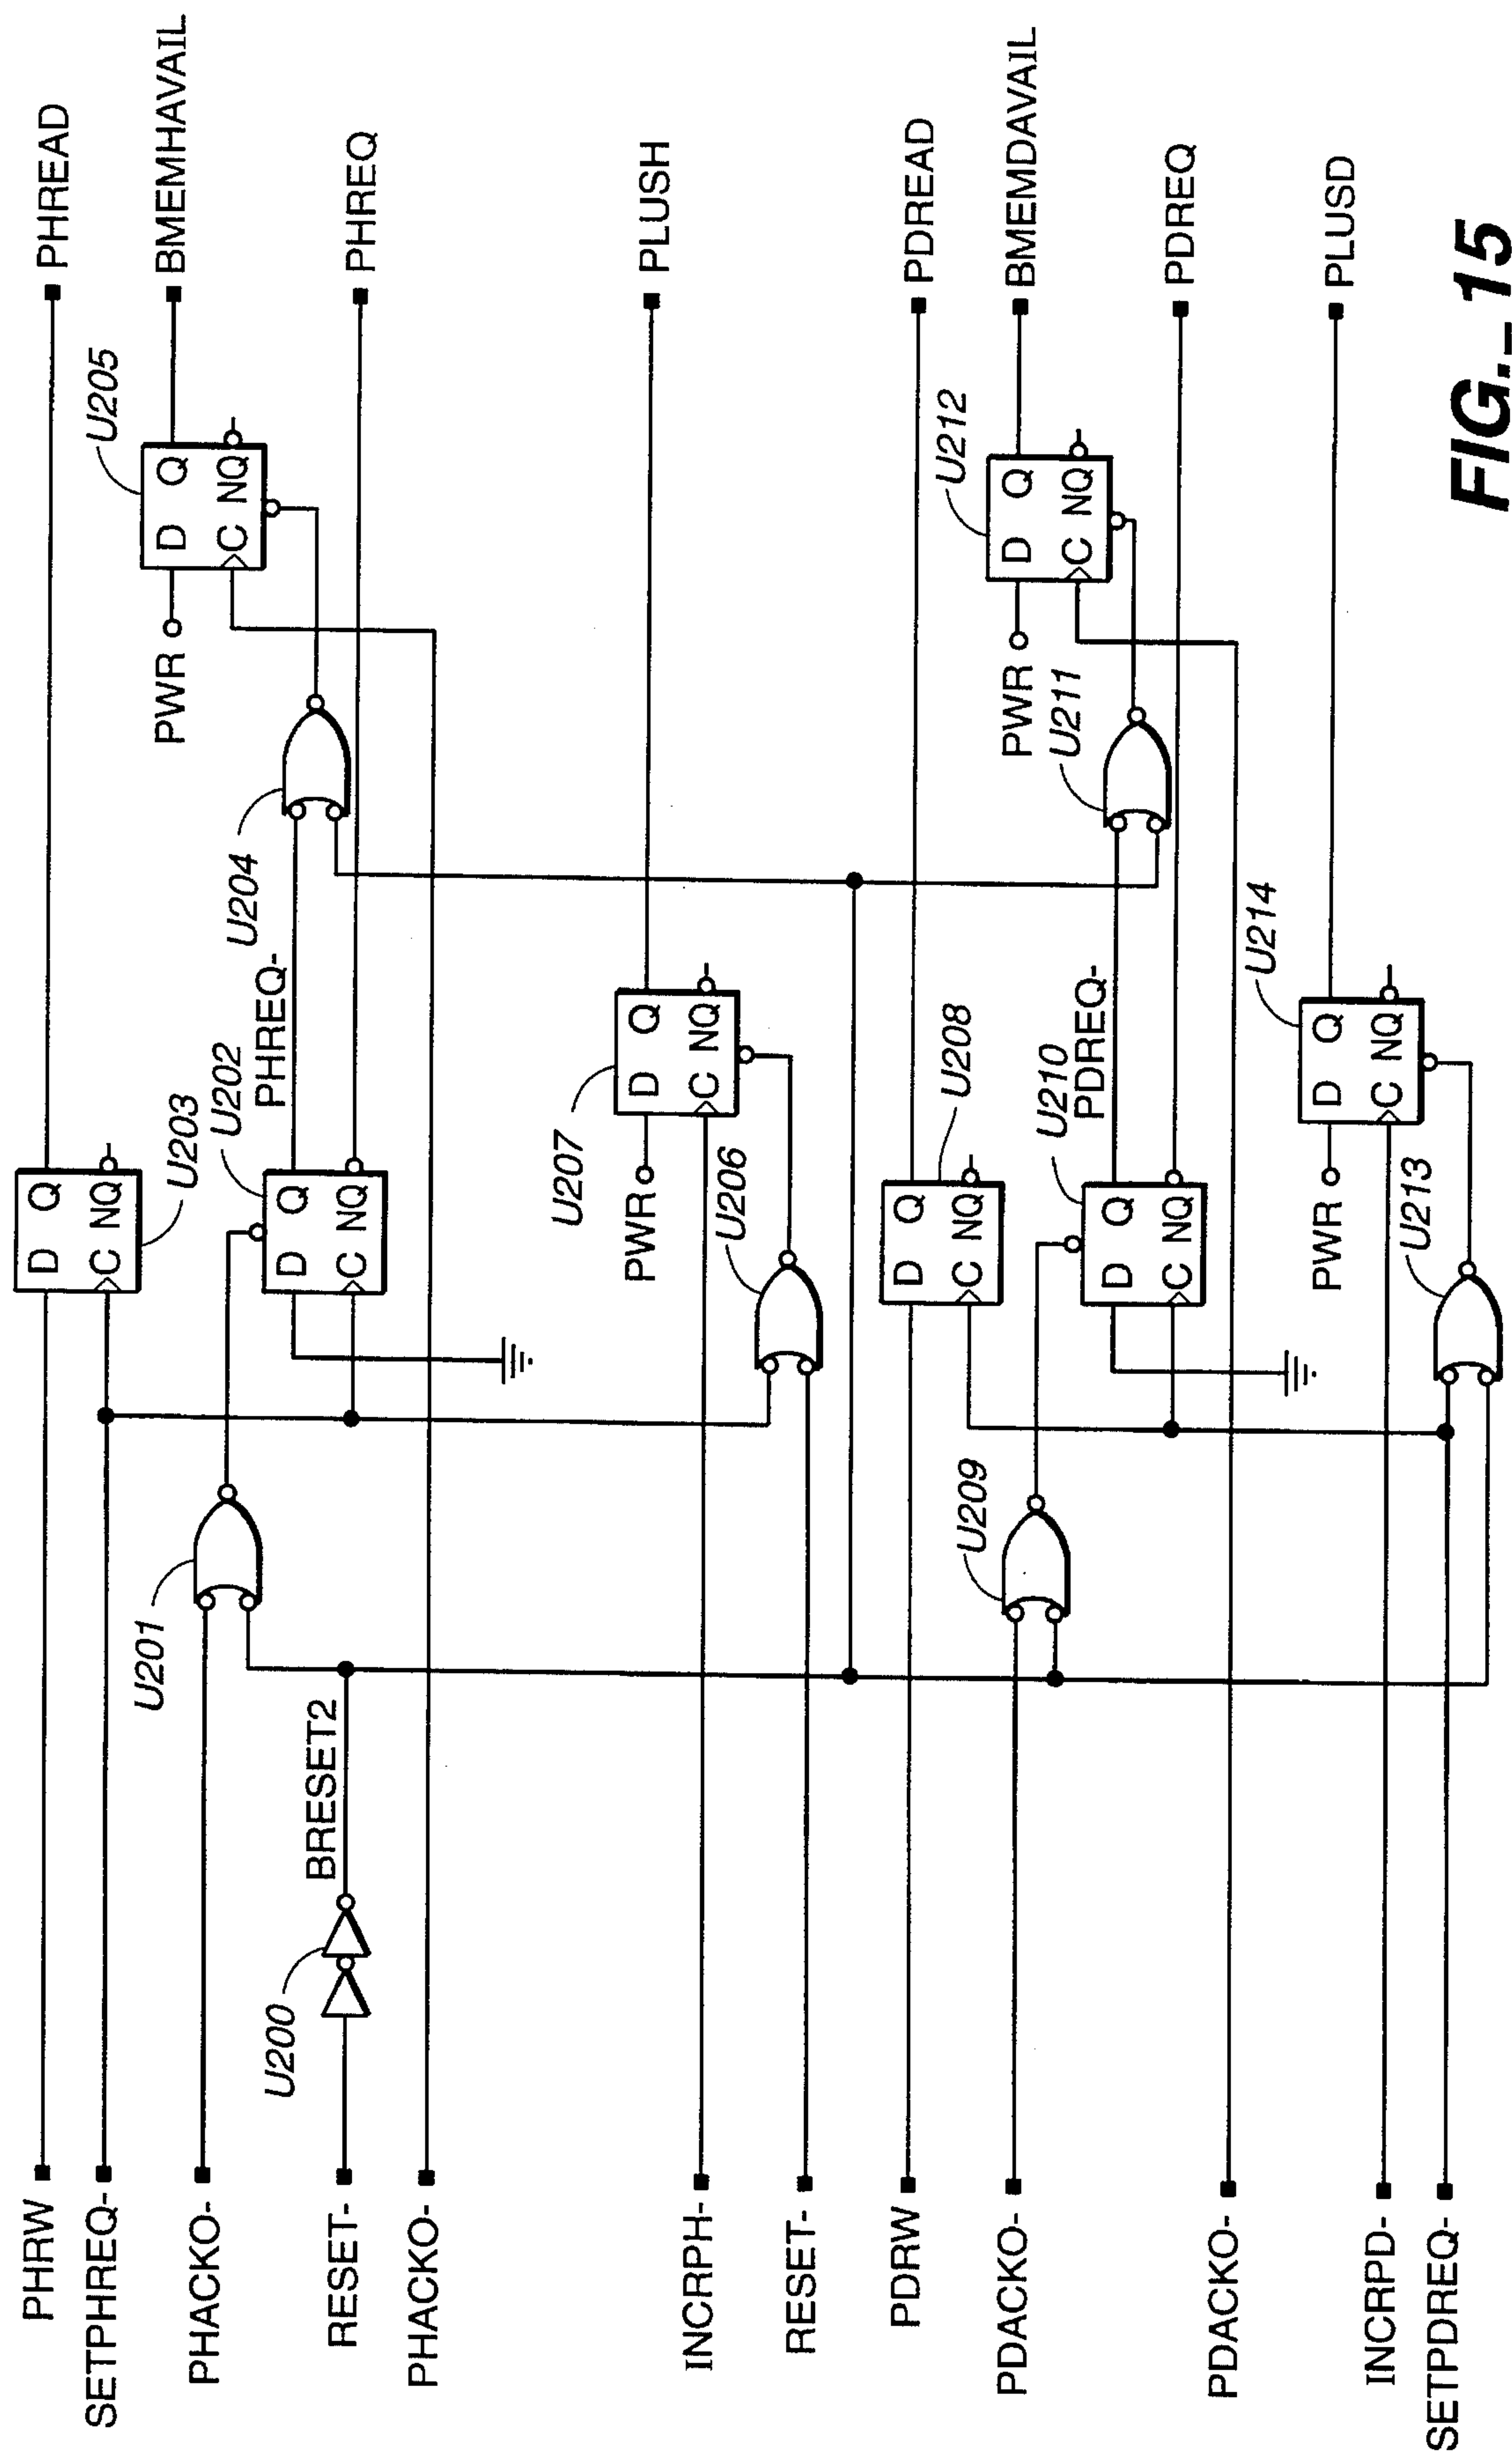 PHRW
SETPHREQ-
PHACKO-
RESET-
PHACKO-
INCRPH-
RESET-
PDRW
PDACKO-
PDACKO-
INCRPD-
SETPDREQ-
U200
BRESET2
U201
D Q
C NQ
U203
D Q
C NQ
U202
PHREQ-
U204
PWR
D Q
C NQ
U205
PHREAD
BMEMHAVAIL
PHREQ
U206
PWR
D Q
C NQ
U207
PLUSH
U209
D Q
C NQ
U208
D Q
C NQ
U210
PDREQ-
U211
PWR
D Q
C NQ
U212
PDREAD
BMEMDAVAIL
PDREQ
U213
PWR
D Q
C NQ
U214
PLUSD
FIG._15